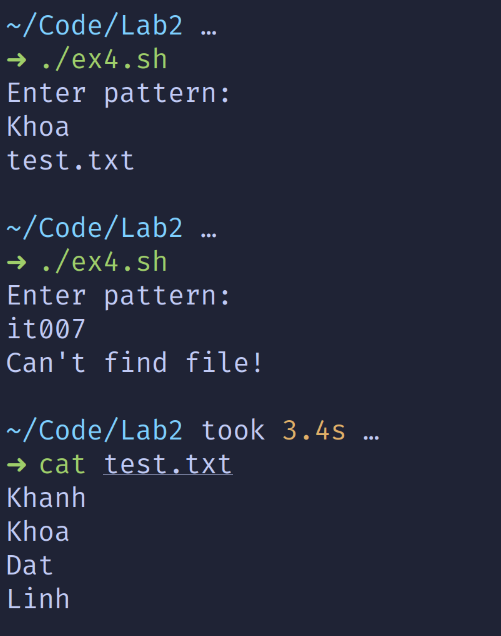 ~/Code/Lab2 …
➜ ./ex4.sh
Enter pattern:
Khoa
test.txt
~/Code/Lab2 …
➜ ./ex4.sh
Enter pattern:
it007
Can't find file!
~/Code/Lab2 took 3.4s …
➜ cat test.txt
Khanh
Khoa
Dat
Linh